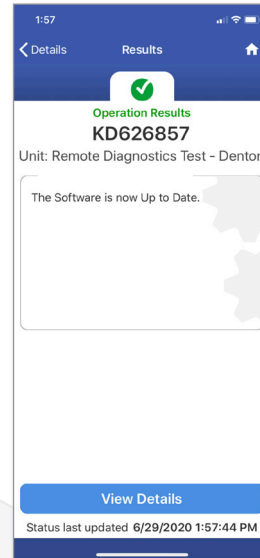 1:57
Details Results
Operation Results
KD626857
Unit: Remote Diagnostics Test - Denton
The Software is now Up to Date.
View Details
Status last updated 6/29/2020 1:57:44 PM